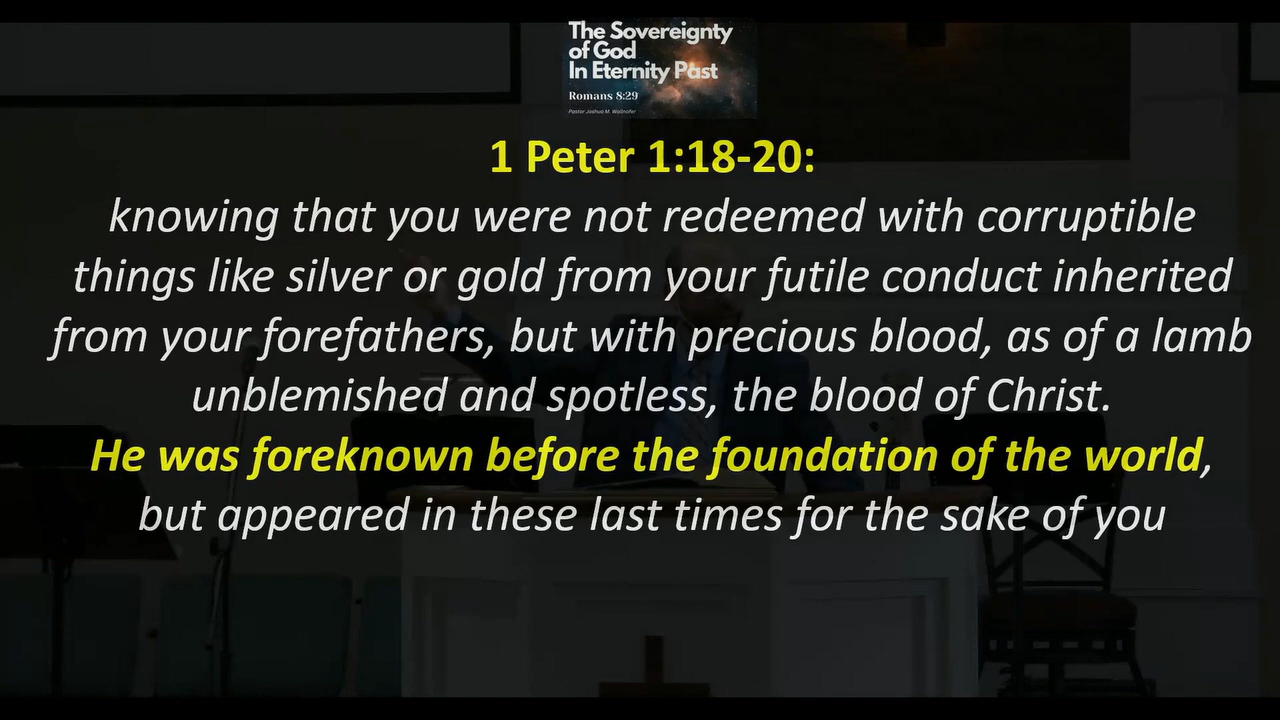 The Sovereignty
of God
In Eternity Past
Romans 8:29
Pastor Joshua M. Wallnofer
1 Peter 1:18-20:
knowing that you were not redeemed with corruptible
things like silver or gold from your futile conduct inherited
from your forefathers, but with precious blood, as of a lamb
unblemished and spotless, the blood of Christ.
He was foreknown before the foundation of the world,
but appeared in these last times for the sake of you